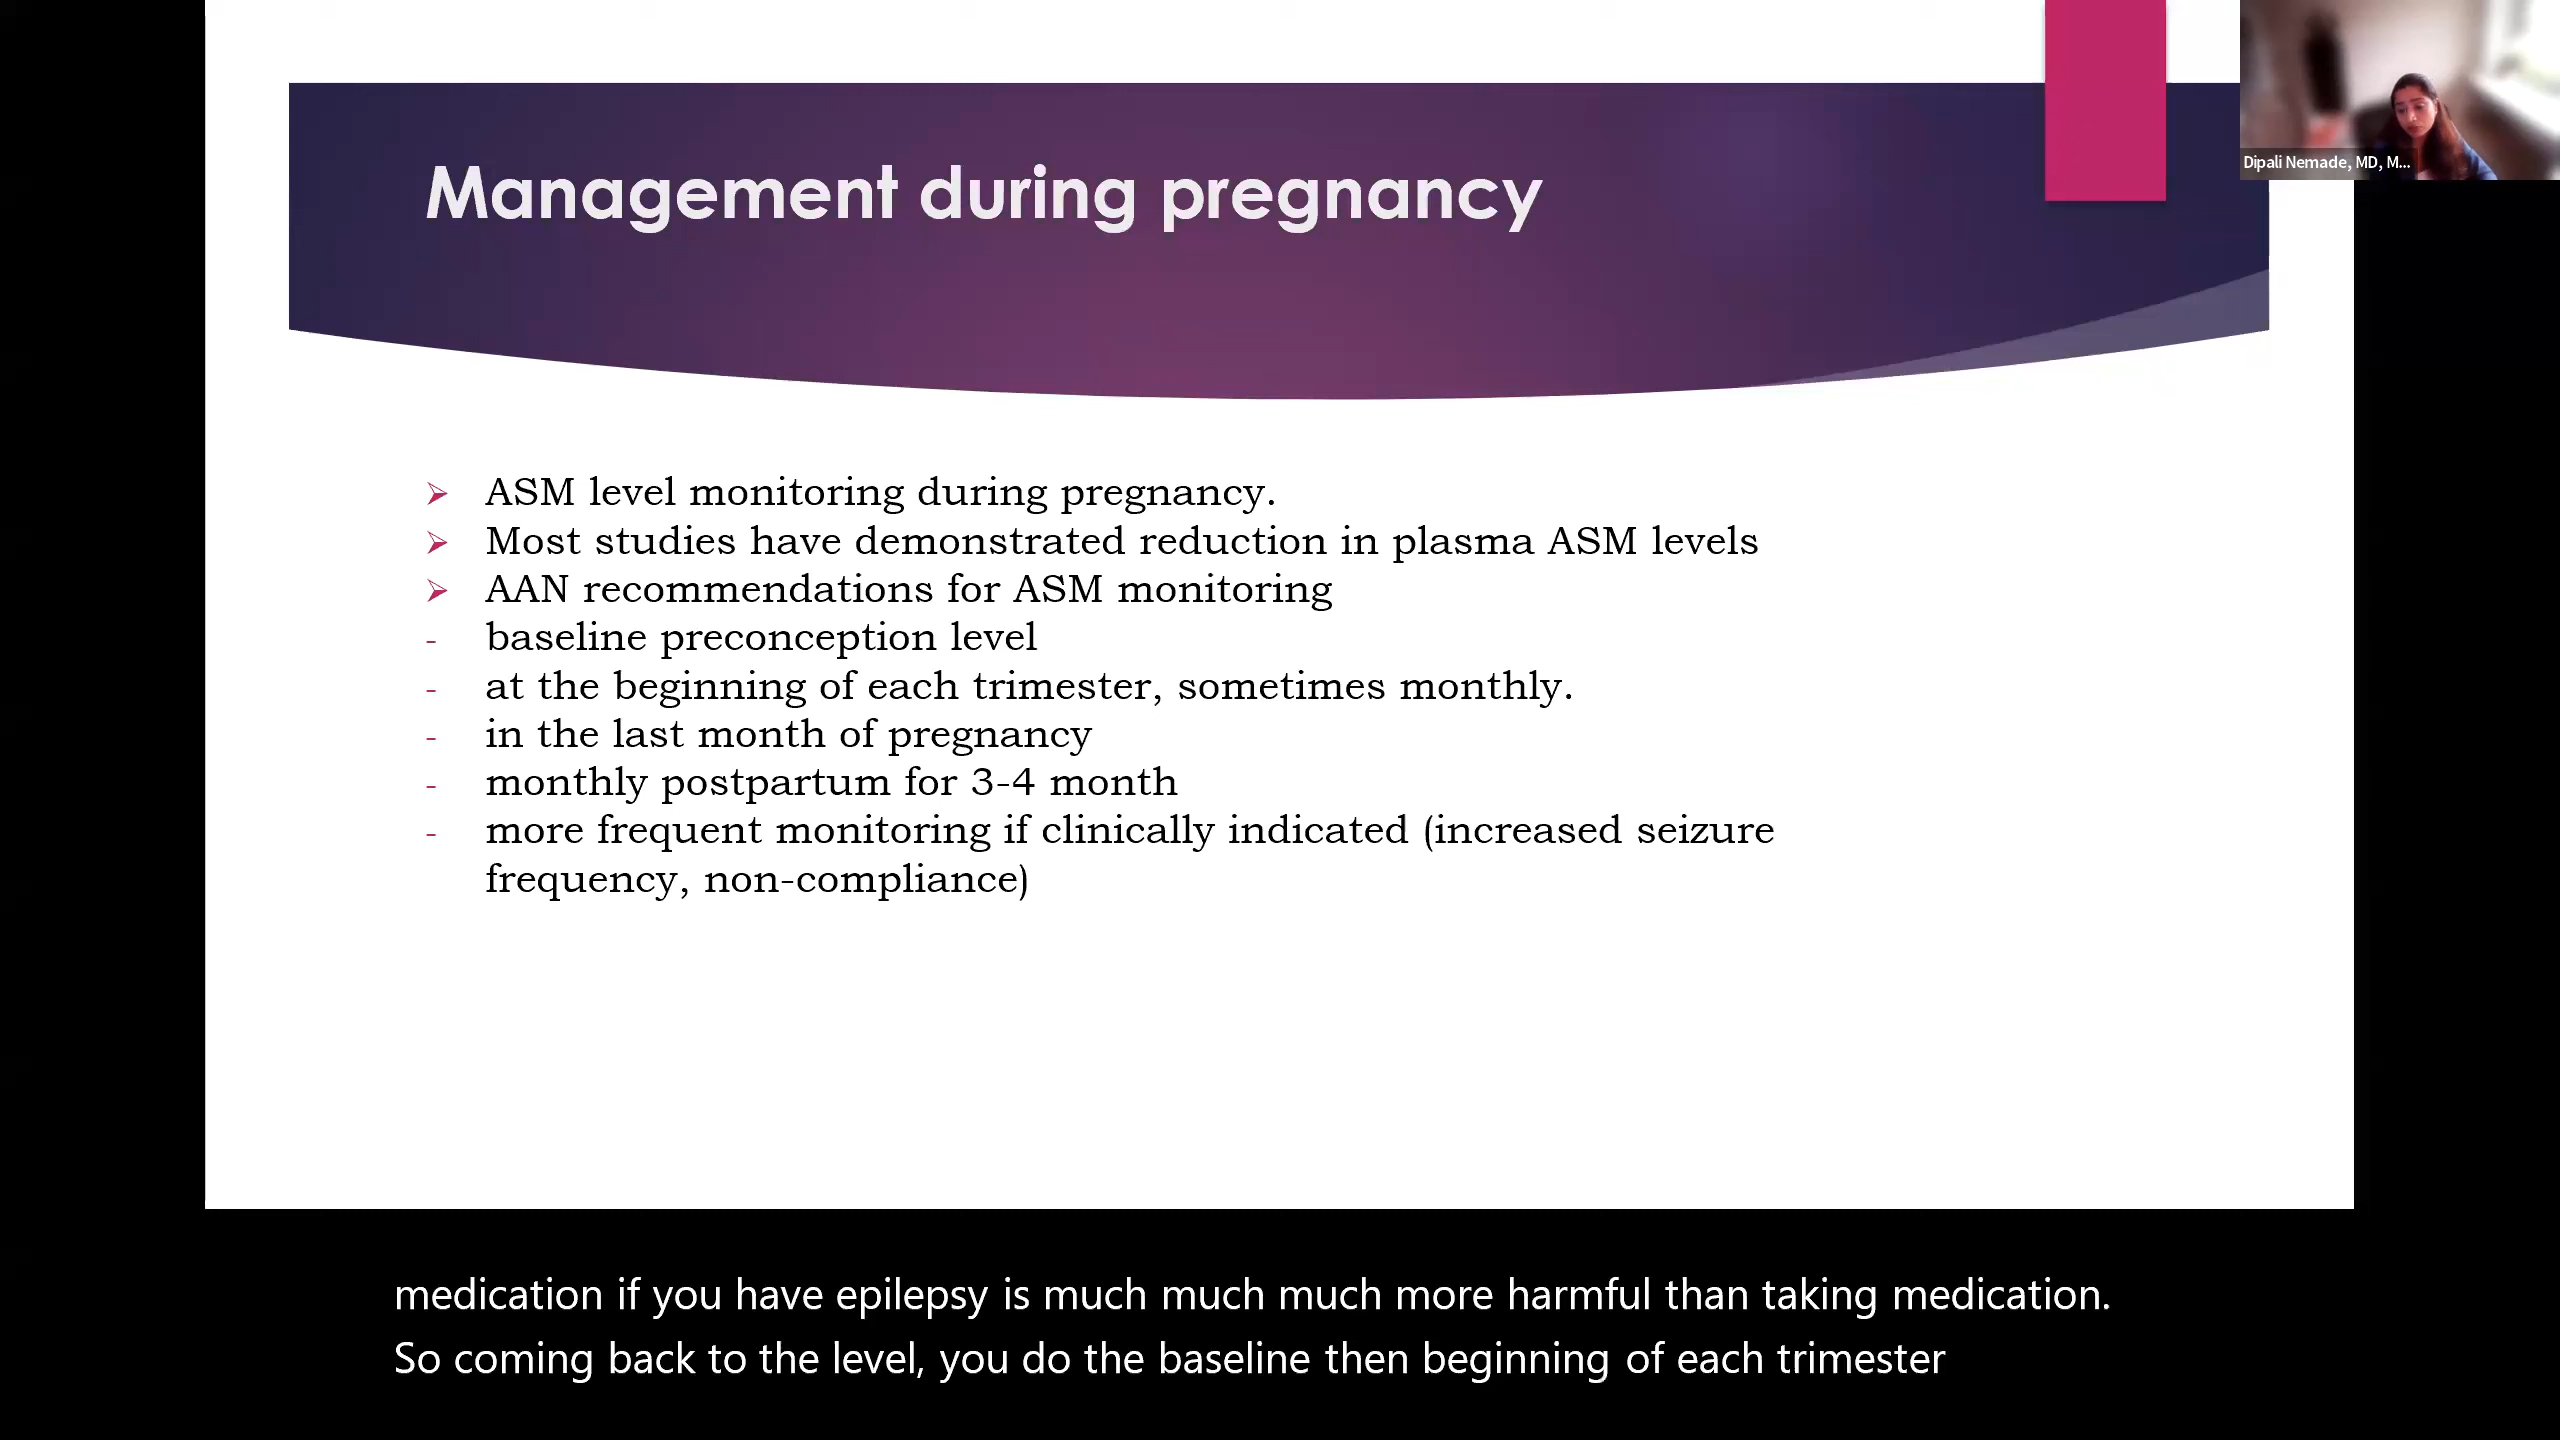 Management during pregnancy
Dipali Nemade, MD, M...
➢ ASM level monitoring during pregnancy.
➢ Most studies have demonstrated reduction in plasma ASM levels
➢ AAN recommendations for ASM monitoring
- baseline preconception level
- at the beginning of each trimester, sometimes monthly.
- in the last month of pregnancy
- monthly postpartum for 3-4 month
- more frequent monitoring if clinically indicated (increased seizure
frequency, non-compliance)
medication if you have epilepsy is much much much more harmful than taking medication.
So coming back to the level, you do the baseline then beginning of each trimester